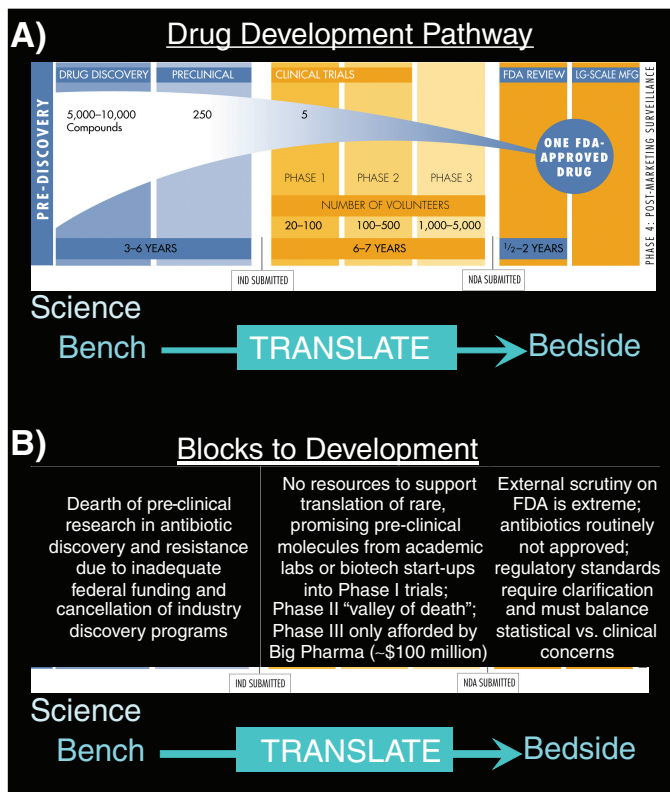 A)
Drug Development Pathway
PRE-DISCOVERY
DRUG DISCOVERY
PRECLINICAL
CLINICAL TRIALS
FDA REVIEW
LG-SCALE MFG
5,000–10,000
Compounds
250
5
ONE FDA-
APPROVED
DRUG
PHASE 1
PHASE 2
PHASE 3
NUMBER OF VOLUNTEERS
20–100
100–500
1,000–5,000
3–6 YEARS
6–7 YEARS
½–2 YEARS
PHASE 4: POST-MARKETING SURVEILLANCE
IND SUBMITTED
NDA SUBMITTED
Science
Bench
TRANSLATE
Bedside
B)
Blocks to Development
Dearth of pre-clinical
research in antibiotic
discovery and resistance
due to inadequate
federal funding and
cancellation of industry
discovery programs
No resources to support
translation of rare,
promising pre-clinical
molecules from academic
labs or biotech start-ups
into Phase I trials;
Phase II “valley of death”;
Phase III only afforded by
Big Pharma (~$100 million)
External scrutiny on
FDA is extreme;
antibiotics routinely
not approved;
regulatory standards
require clarification
and must balance
statistical vs. clinical
concerns
IND SUBMITTED
NDA SUBMITTED
Science
Bench
TRANSLATE
Bedside